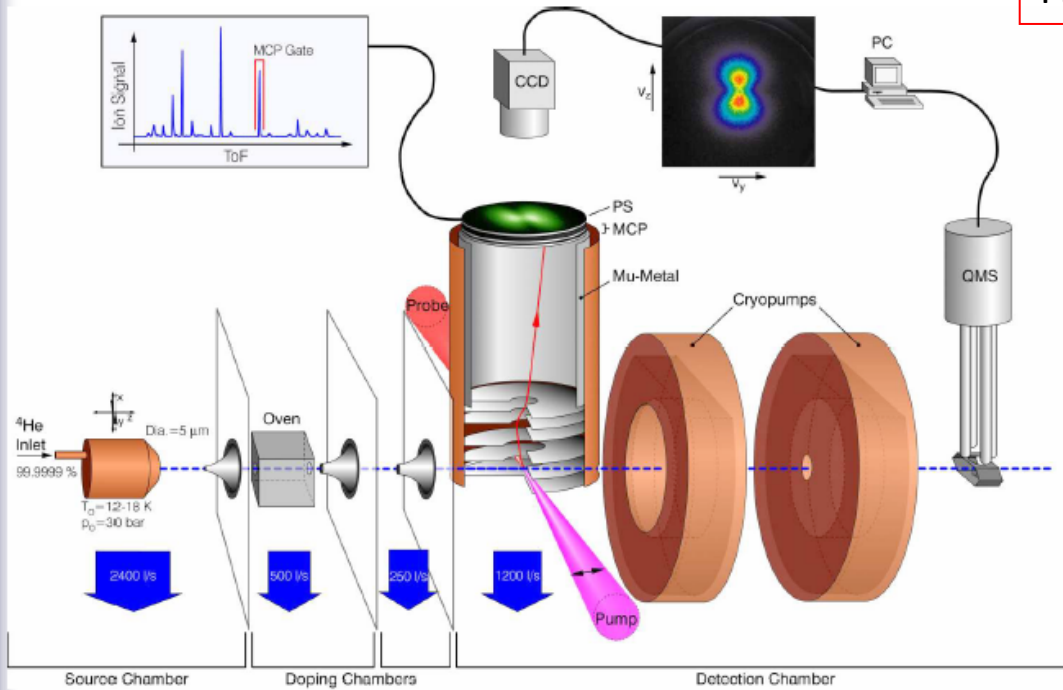 Ion Signal
MCP Gate
ToF
CCD
Vz
Vy
PC
PS
MCP
Mu-Metal
QMS
Cryopumps
Probe
Oven
x
y z
Dia.=5 μm
4He
Inlet
99.9999 %
T0=12-18 K
p0=30 bar
2400 l/s
500 l/s
250 l/s
1200 l/s
Pump
Source Chamber
Doping Chambers
Detection Chamber